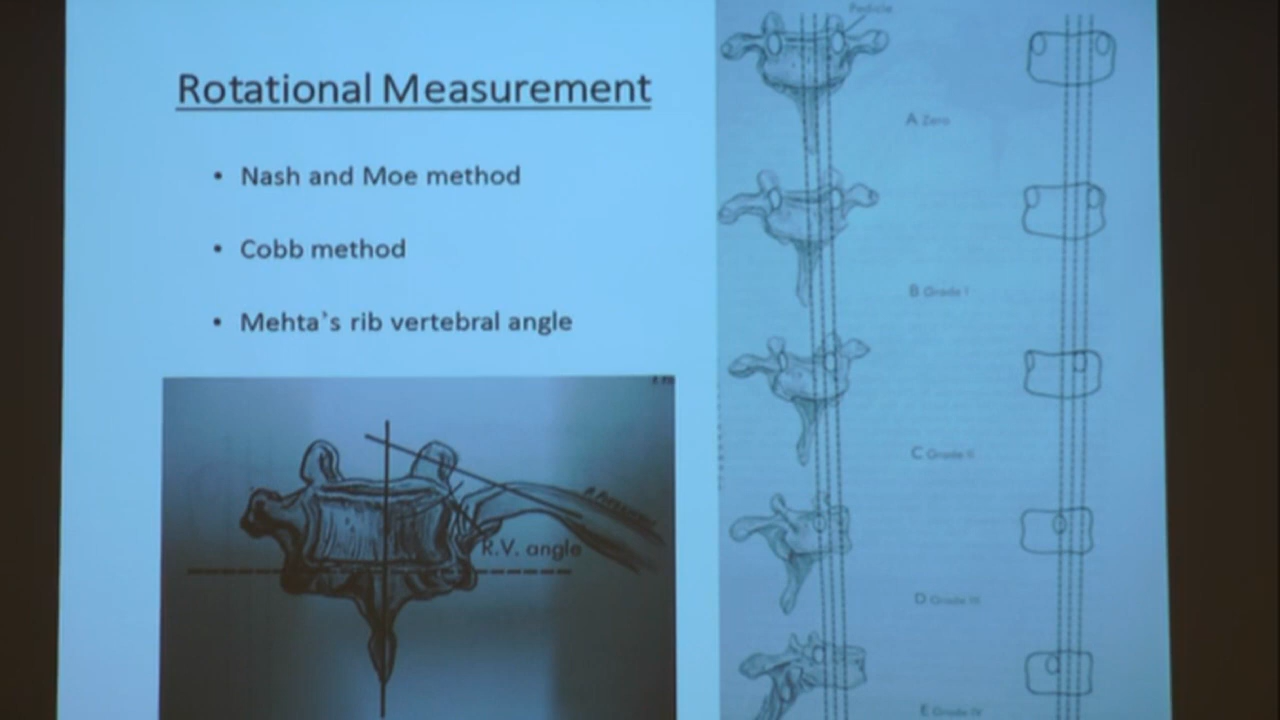 Rotational Measurement
• Nash and Moe method
• Cobb method
• Mehta's rib vertebral angle
R.V. angle
Pedicle
A Zero
B Grade I
C Grade II
D Grade III
E Grade IV